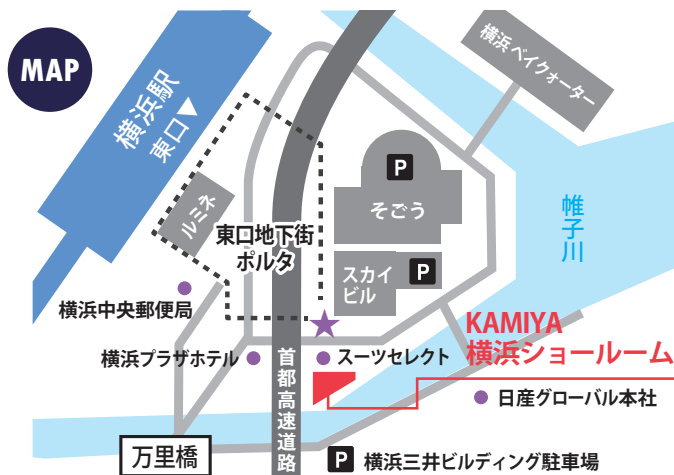 MAP
横浜駅
東口▼
横浜ベイクォーター
P
そごう
ルミネ
東口地下街
ポルタ
帷子川
スカイ
ビル
P
横浜中央郵便局
KAMIYA
横浜ショールーム
横浜プラザホテル
首都高速道路
スーツセレクト
日産グローバル本社
万里橋
P 横浜三井ビルディング駐車場